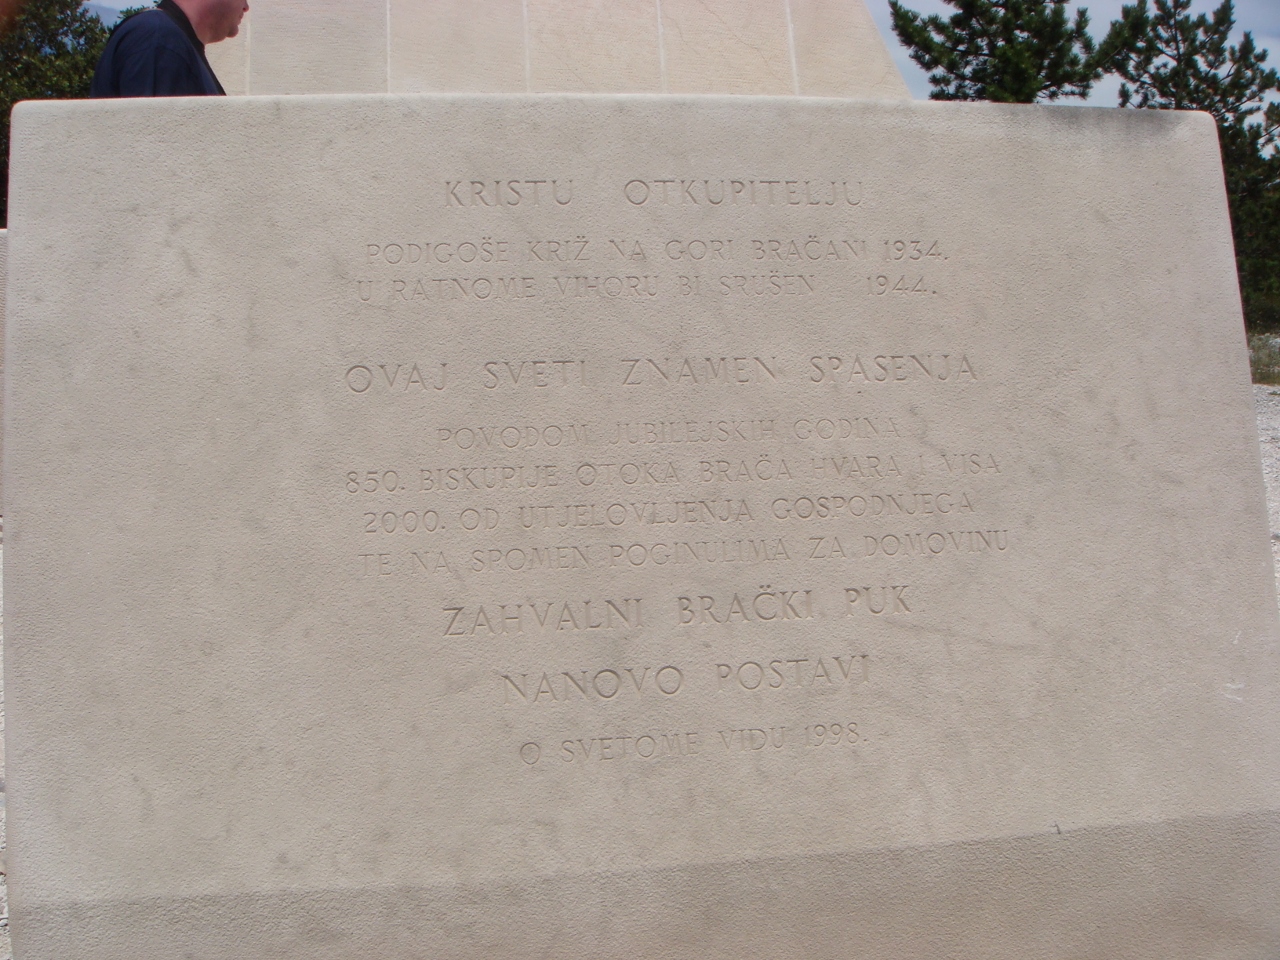 KRISTU OTKUPITELJU
PODIGOŠE KRIŽ NA GORI BRAČANI 1934.
U RATNOME VIHORU BI SRUŠEN 1944.
OVAJ SVETI ZNAMEN SPASENJA
POVODOM JUBILEJSKIH GODINA
850. BISKUPIJE OTOKA BRAČA HVARA I VISA
2000. OD UTJELOVLJENJA GOSPODNJEGA
TE NA SPOMEN POGINULIMA ZA DOMOVINU
ZAHVALNI BRAČKI PUK
NANOVO POSTAVI
O SVETOME VIDU 1998.